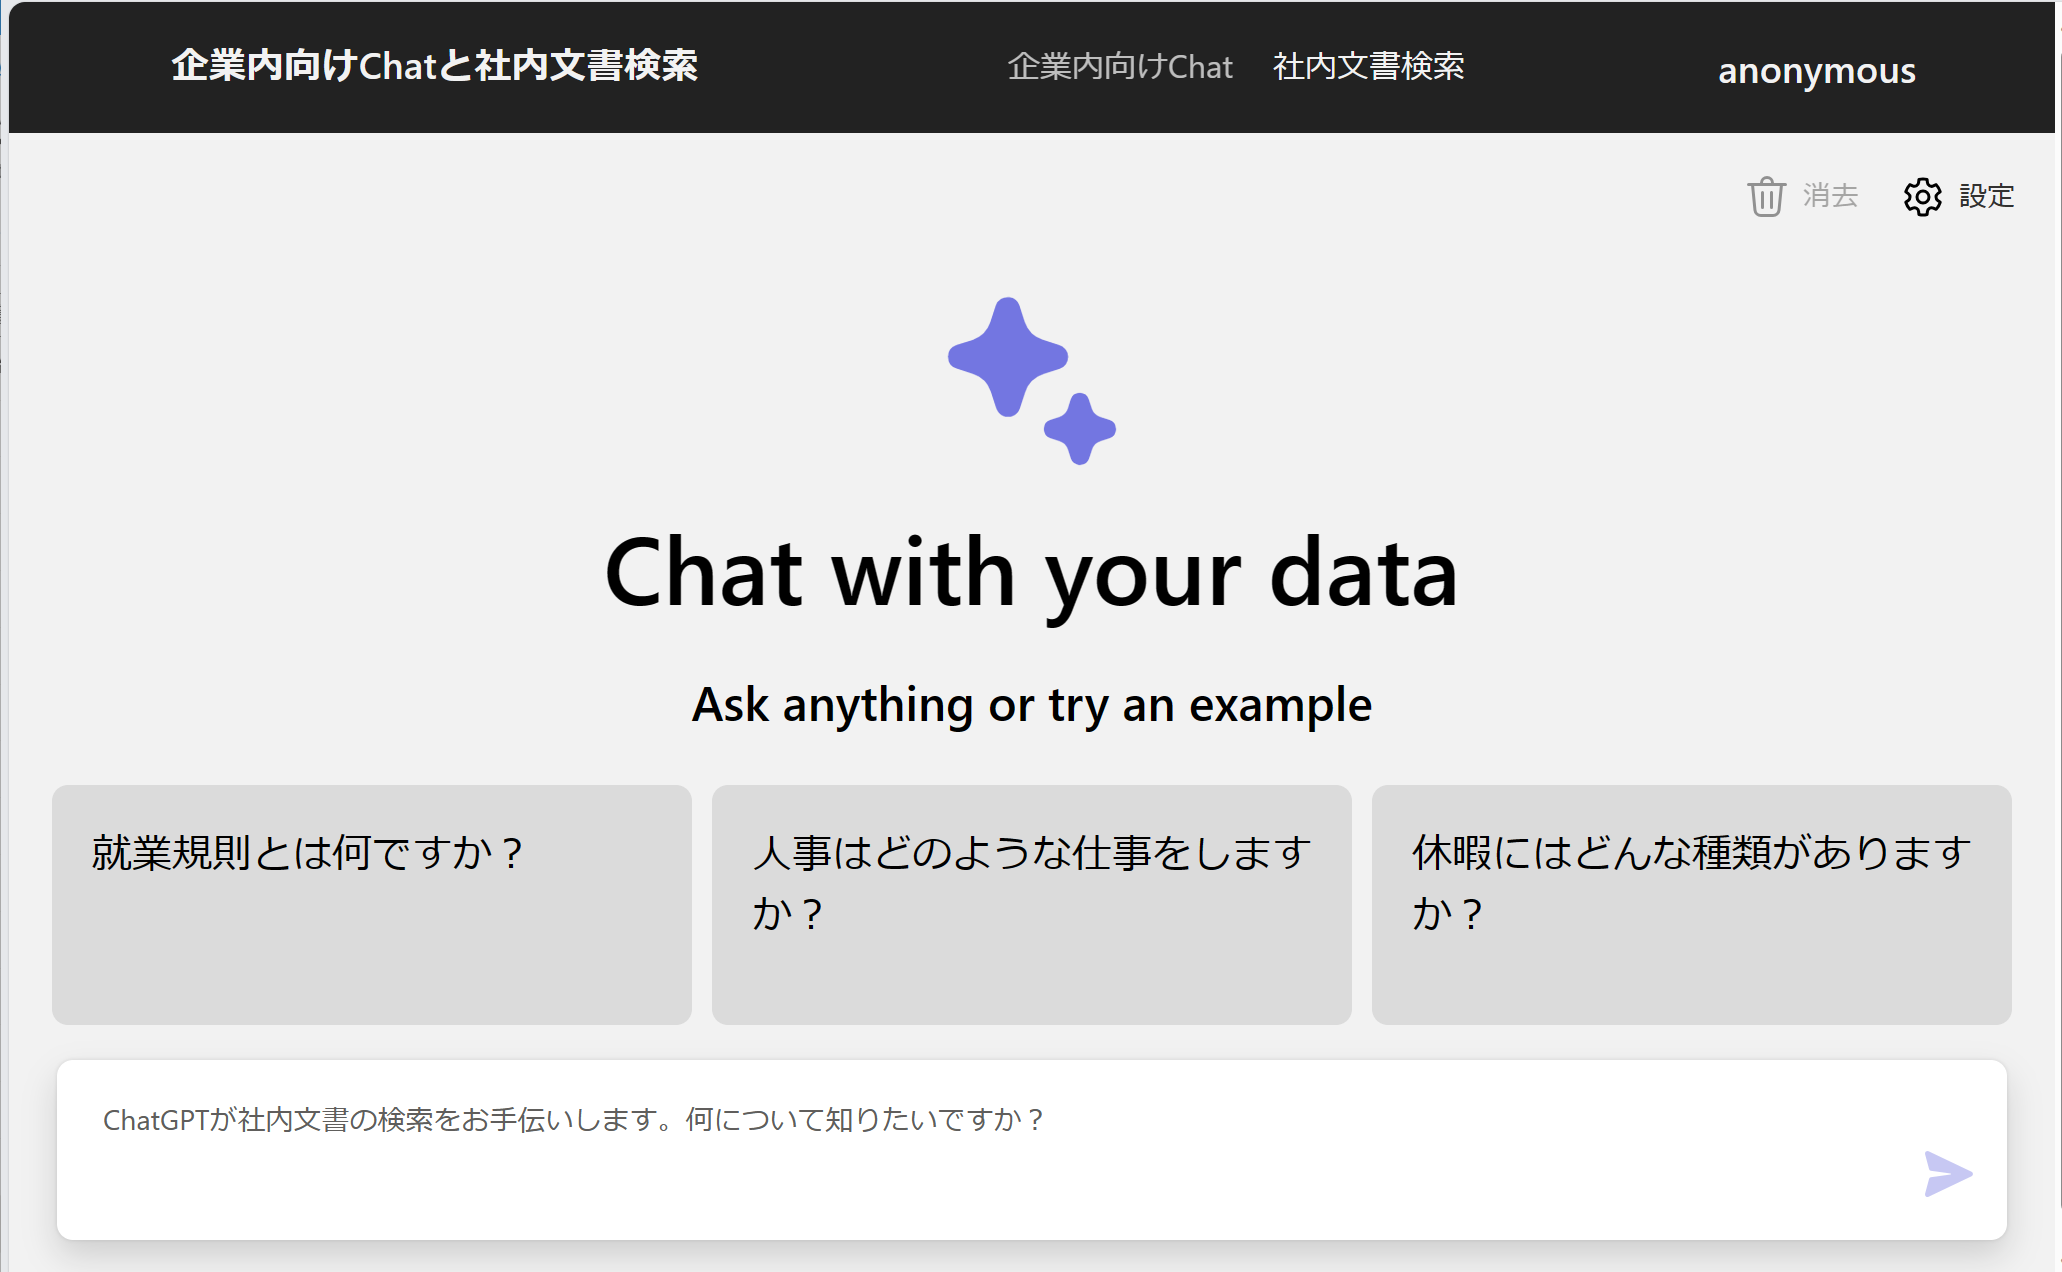 企業内向けChatと社内文書検索
企業内向けChat
社内文書検索
anonymous
消去
設定
Chat with your data
Ask anything or try an example
就業規則とは何ですか？
人事はどのような仕事をします
か？
休暇にはどんな種類があります
か？
ChatGPTが社内文書の検索をお手伝いします。何について知りたいですか？